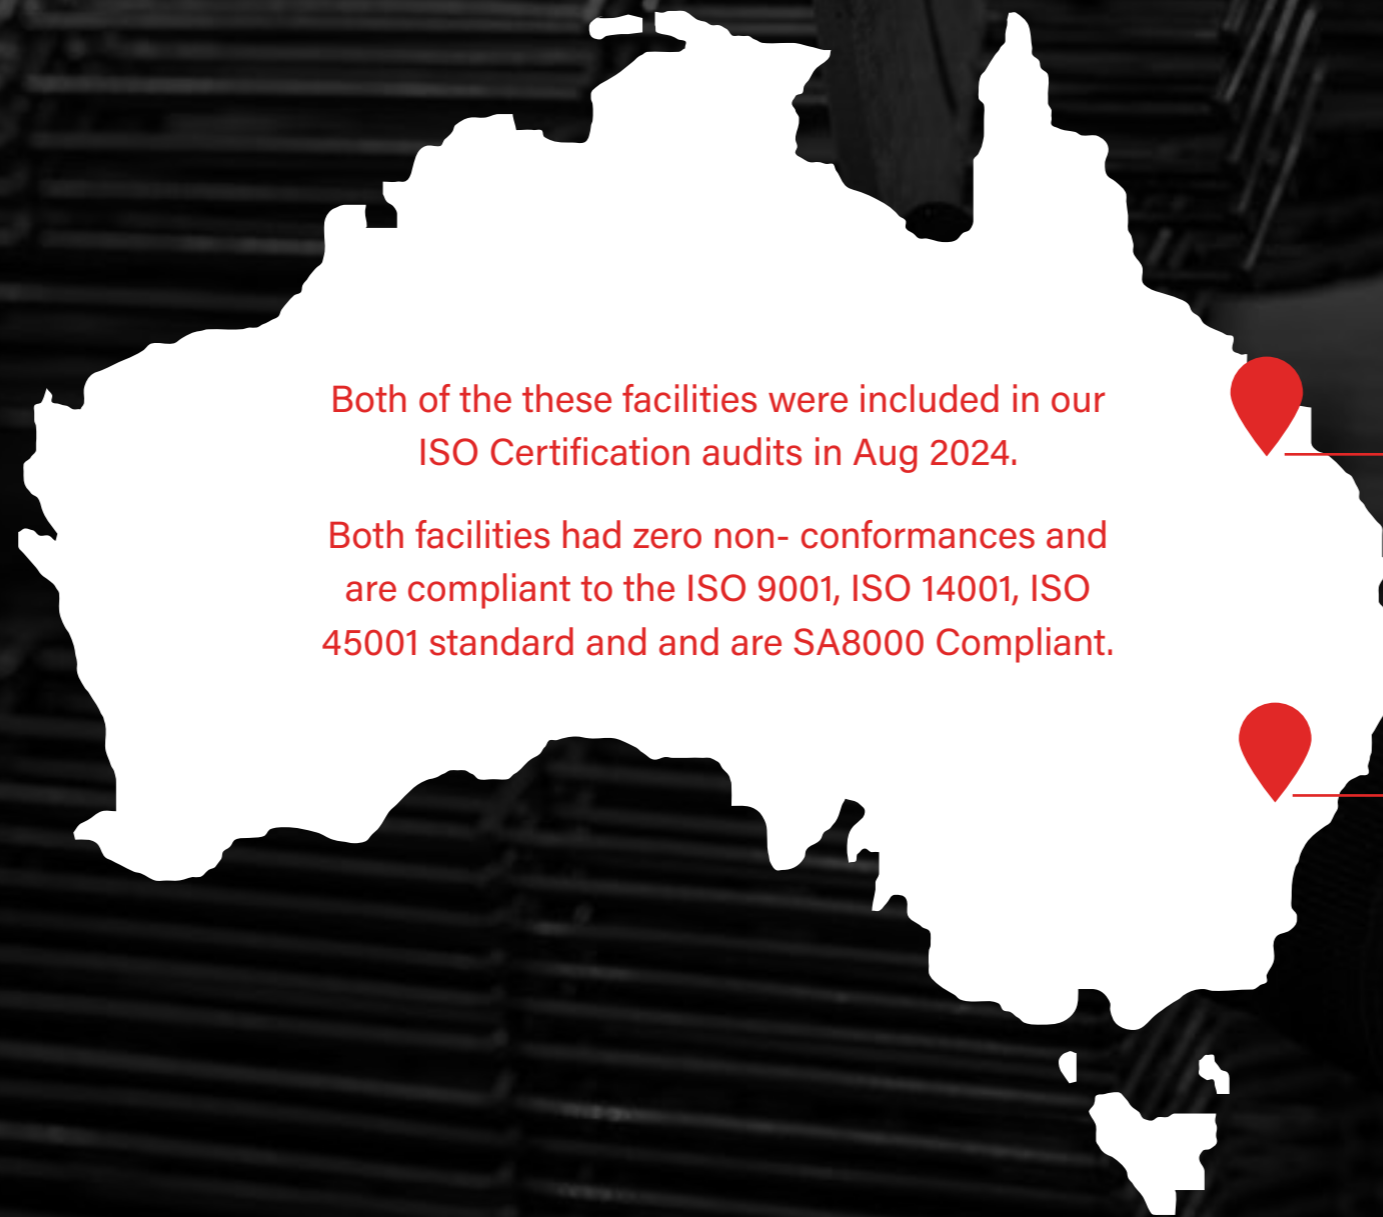 Both of the these facilities were included in our
ISO Certification audits in Aug 2024.
Both facilities had zero non- conformances and
are compliant to the ISO 9001, ISO 14001, ISO
45001 standard and and are SA8000 Compliant.